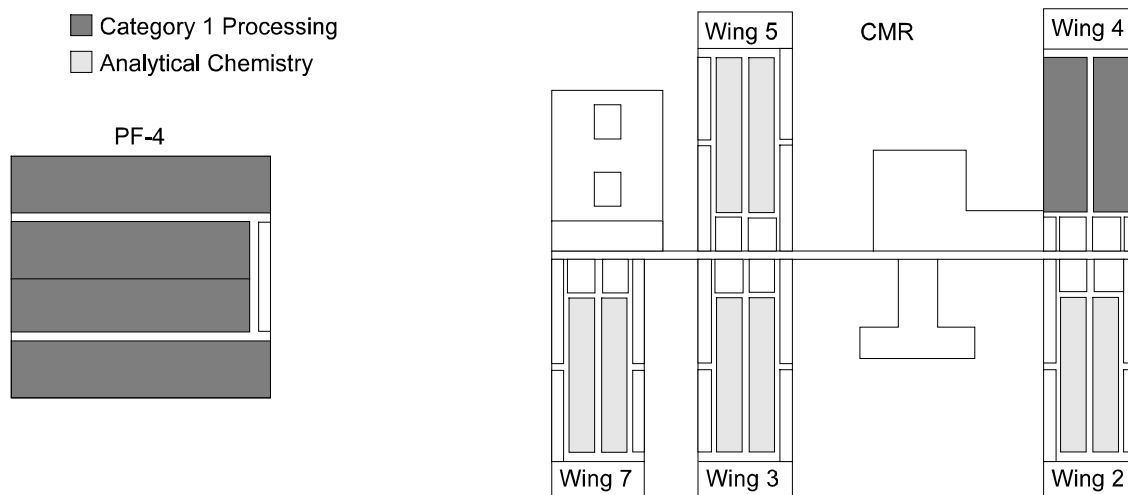 Category 1 Processing
Analytical Chemistry
PF-4
Wing 5
CMR
Wing 4
Wing 7
Wing 3
Wing 2